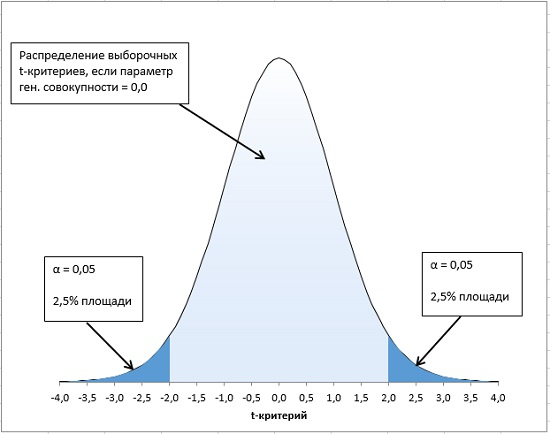 Распределение выборочных
t-критериев, если параметр
ген. совокупности = 0,0
α = 0,05
2,5% площади
α = 0,05
2,5% площади
-4,0 -3,5 -3,0 -2,5 -2,0 -1,5 -1,0 -0,5 0,0 0,5 1,0 1,5 2,0 2,5 3,0 3,5 4,0
t-критерий